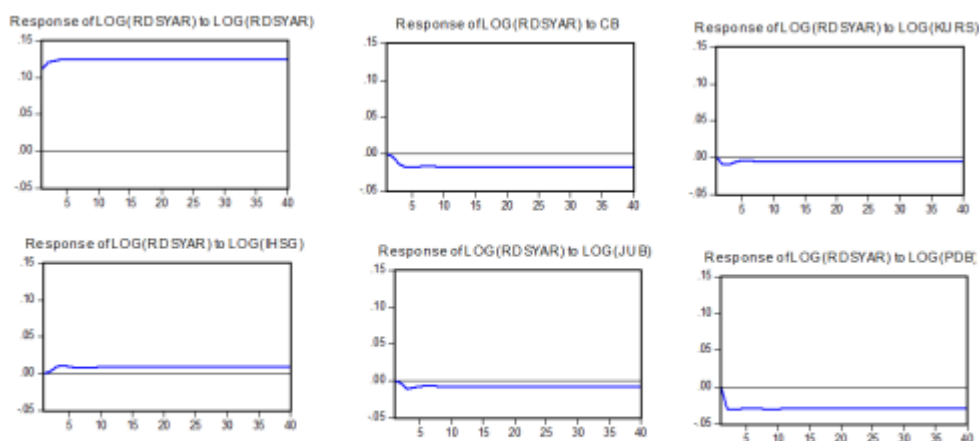 Response of LOG(RDSYAR) to LOG(RDSYAR)
.15
.10
.05
.00
-.05
5 10 15 20 25 30 35 40
Response of LOG(RDSYAR) to CB
.15
.10
.05
.00
-.05
5 10 15 20 25 30 35 40
Response of LOG(RDSYAR) to LOG(KURS)
.15
.10
.05
.00
-.05
5 10 15 20 25 30 35 40
Response of LOG(RDSYAR) to LOG(IHSG)
.15
.10
.05
.00
-.05
5 10 15 20 25 30 35 40
Response of LOG(RDSYAR) to LOG(JUB)
.15
.10
.05
.00
-.05
5 10 15 20 25 30 35 40
Response of LOG(RDSYAR) to LOG(PDB)
.15
.10
.05
.00
-.05
5 10 15 20 25 30 35 40